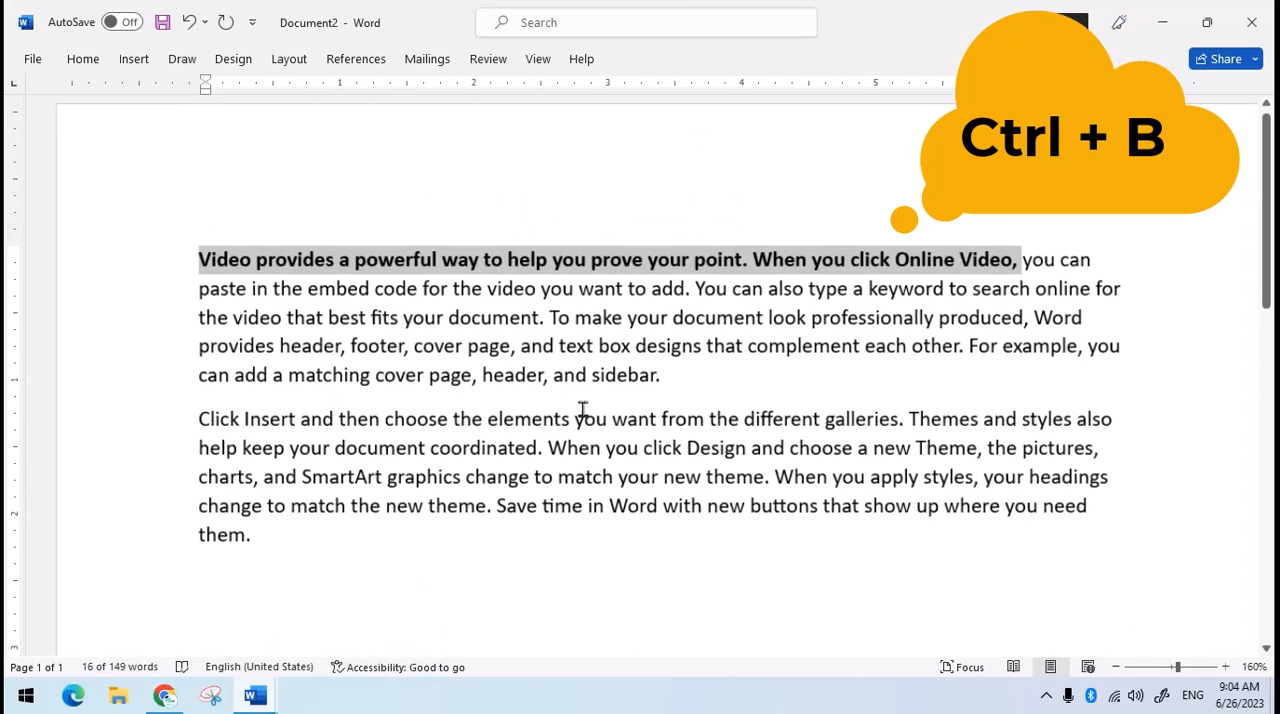 AutoSave Off Document2 - Word Search
File Home Insert Draw Design Layout References Mailings Review View Help Share
1 2 3 4 5
Ctrl + B
Video provides a powerful way to help you prove your point. When you click Online Video, you can
paste in the embed code for the video you want to add. You can also type a keyword to search online for
the video that best fits your document. To make your document look professionally produced, Word
provides header, footer, cover page, and text box designs that complement each other. For example, you
can add a matching cover page, header, and sidebar.
Click Insert and then choose the elements you want from the different galleries. Themes and styles also
help keep your document coordinated. When you click Design and choose a new Theme, the pictures,
charts, and SmartArt graphics change to match your new theme. When you apply styles, your headings
change to match the new theme. Save time in Word with new buttons that show up where you need
them.
1
2
3
Page 1 of 1 16 of 149 words English (United States) Accessibility: Good to go Focus 160%
ENG 9:04 AM
6/26/2023